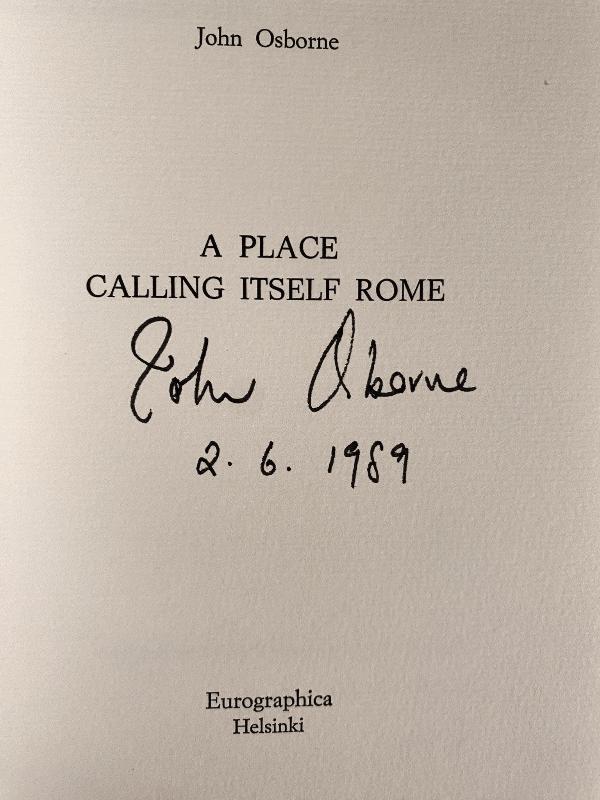 John Osborne
A PLACE
CALLING ITSELF ROME
John Osborne
2. 6. 1989
Eurographica
Helsinki